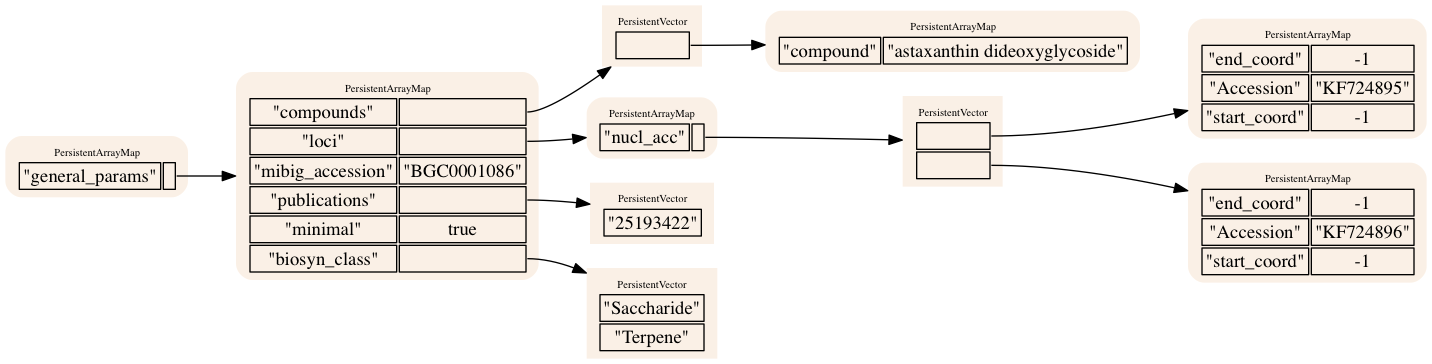 PersistentArrayMap
"general_params"
PersistentArrayMap
"compounds"
"loci"
"mibig_accession" "BGC0001086"
"publications"
"minimal" true
"biosyn_class"
PersistentVector
PersistentArrayMap
"compound" "astaxanthin dideoxyglycoside"
PersistentArrayMap
"nucl_acc"
PersistentVector
"25193422"
PersistentVector
"Saccharide"
"Terpene"
PersistentVector
PersistentArrayMap
"end_coord" -1
"Accession" "KF724895"
"start_coord" -1
PersistentArrayMap
"end_coord" -1
"Accession" "KF724896"
"start_coord" -1